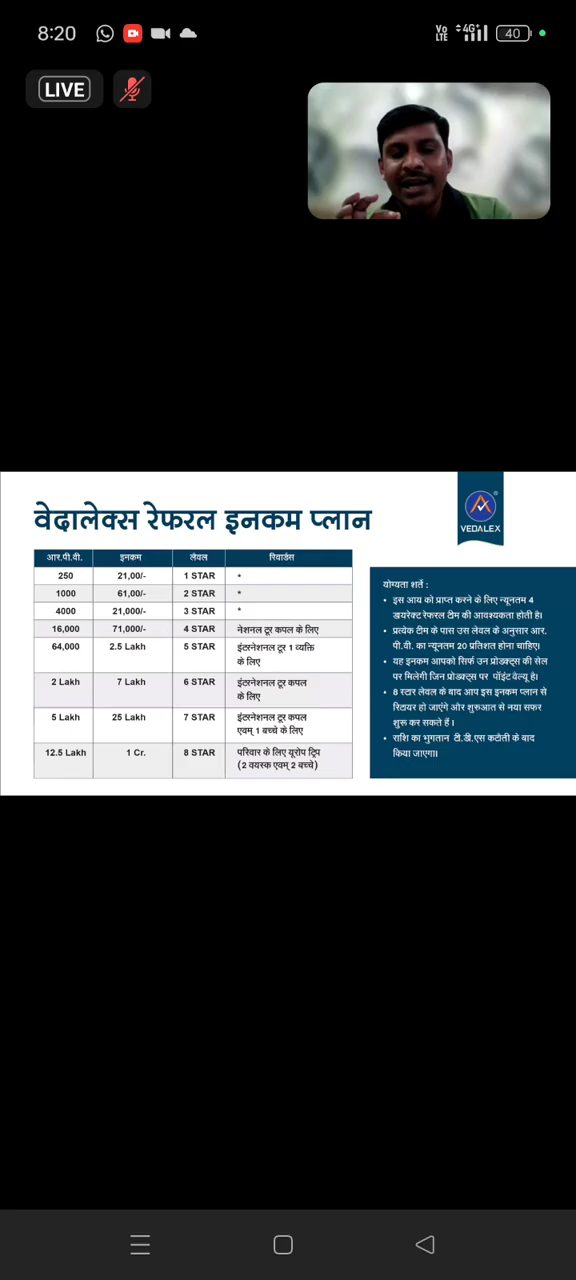 8:20
Vo LTE 4G+ 40
LIVE
वेदालेक्स रेफरल इनकम प्लान
VEDALEX
आर.पी.वी. इनकम लेवल रिवार्डस
250 21,00/- 1 STAR *
1000 61,00/- 2 STAR *
4000 21,000/- 3 STAR *
16,000 71,000/- 4 STAR नेशनल टूर कपल के लिए
64,000 2.5 Lakh 5 STAR इंटरनेशनल टूर 1 व्यक्ति
के लिए
2 Lakh 7 Lakh 6 STAR इंटरनेशनल टूर कपल
के लिए
5 Lakh 25 Lakh 7 STAR इंटरनेशनल टूर कपल
एवम् 1 बच्चे के लिए
12.5 Lakh 1 Cr. 8 STAR परिवार के लिए यूरोप ट्रिप
(2 वयस्क एवम् 2 बच्चे)
योग्यता शर्ते :
• इस आय को प्राप्त करने के लिए न्यूनतम 4
डायरेक्ट रेफरल टीम की आवश्यकता होती है।
• प्रत्येक टीम के पास उस लेवल के अनुसार आर.
पी.वी. का न्यूनतम 20 प्रतिशत होना चाहिए।
• यह इनकम आपको सिर्फ उन प्रोडक्ट्स की सेल
पर मिलेगी जिन प्रोडक्ट्स पर पॉइंट वेल्यू है।
• 8 स्टार लेवल के बाद आप इस इनकम प्लान से
रिटायर हो जाएंगे और शुरुआत से नया सफर
शुरू कर सकते हैं।
• राशि का भुगतान टी.डी.एस कटौती के बाद
किया जाएगा।